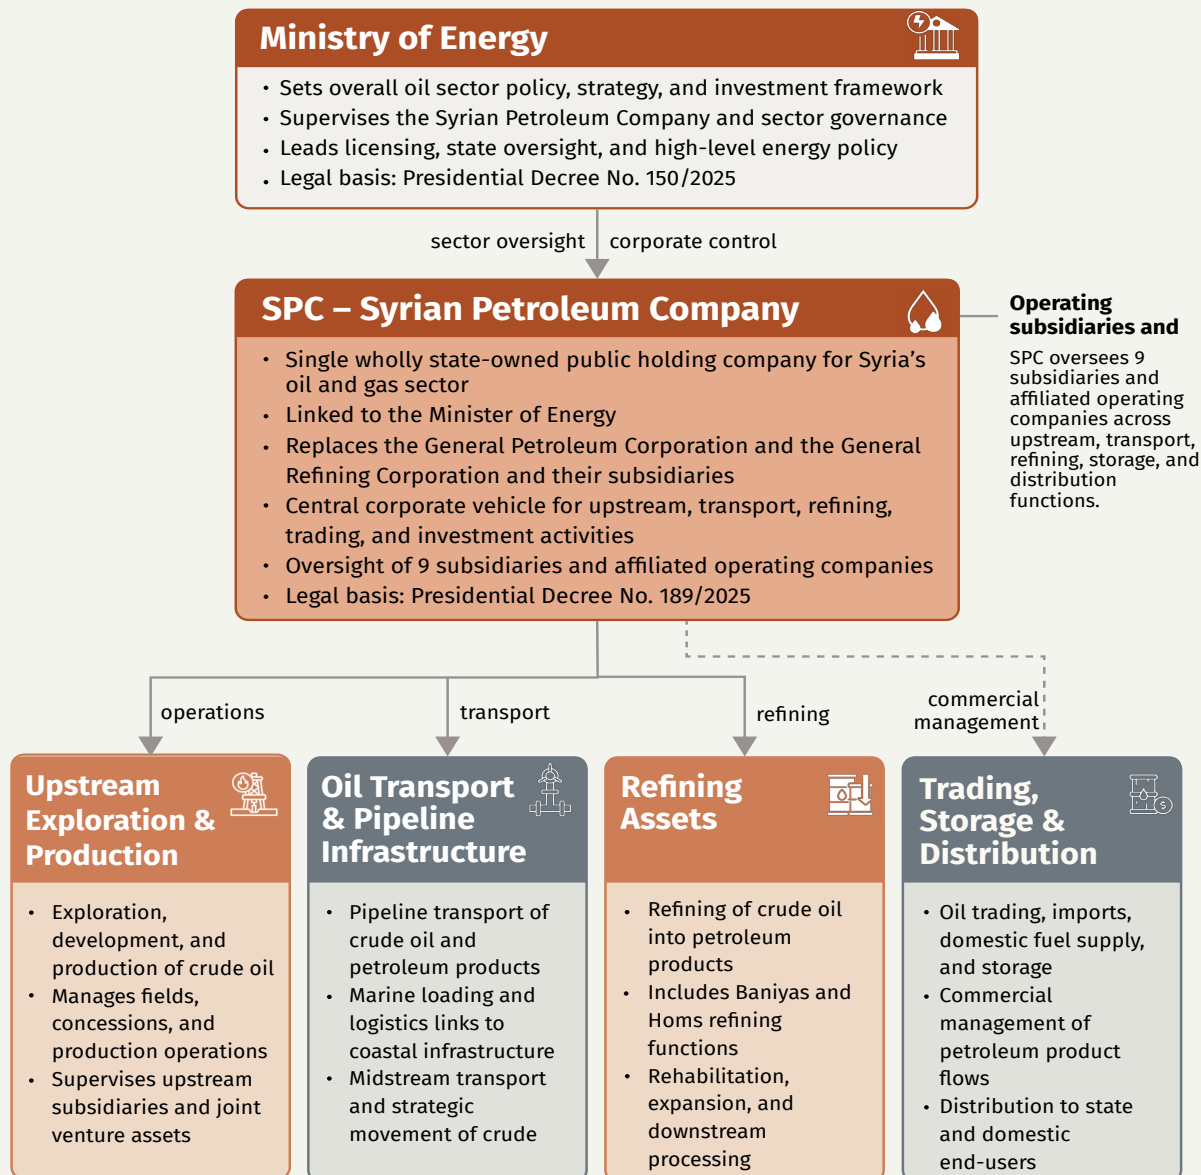 Ministry of Energy
• Sets overall oil sector policy, strategy, and investment framework
• Supervises the Syrian Petroleum Company and sector governance
• Leads licensing, state oversight, and high-level energy policy
• Legal basis: Presidential Decree No. 150/2025
sector oversight
corporate control
SPC – Syrian Petroleum Company
• Single wholly state-owned public holding company for Syria’s
oil and gas sector
• Linked to the Minister of Energy
• Replaces the General Petroleum Corporation and the General
Refining Corporation and their subsidiaries
• Central corporate vehicle for upstream, transport, refining,
trading, and investment activities
• Oversight of 9 subsidiaries and affiliated operating companies
• Legal basis: Presidential Decree No. 189/2025
Operating
subsidiaries and
SPC oversees 9
subsidiaries and
affiliated operating
companies across
upstream, transport,
refining, storage, and
distribution
functions.
operations
transport
refining
commercial
management
Upstream
Exploration &
Production
• Exploration,
development, and
production of crude oil
• Manages fields,
concessions, and
production operations
• Supervises upstream
subsidiaries and joint
venture assets
Oil Transport
& Pipeline
Infrastructure
• Pipeline transport of
crude oil and
petroleum products
• Marine loading and
logistics links to
coastal infrastructure
• Midstream transport
and strategic
movement of crude
Refining
Assets
• Refining of crude oil
into petroleum
products
• Includes Baniyas and
Homs refining
functions
• Rehabilitation,
expansion, and
downstream
processing
Trading,
Storage &
Distribution
• Oil trading, imports,
domestic fuel supply,
and storage
• Commercial
management of
petroleum product
flows
• Distribution to state
and domestic
end-users